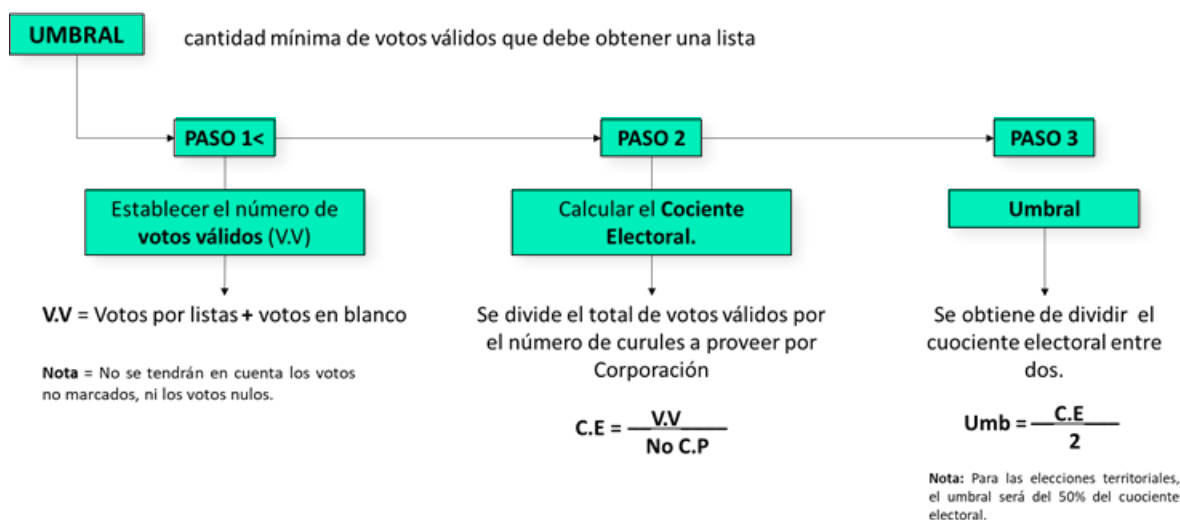 UMBRAL
cantidad mínima de votos válidos que debe obtener una lista
PASO 1<
PASO 2
PASO 3
Establecer el número de
votos válidos (V.V)
Calcular el Cociente
Electoral.
Umbral
V.V = Votos por listas + votos en blanco
Nota = No se tendrán en cuenta los votos
no marcados, ni los votos nulos.
Se divide el total de votos válidos por
el número de curules a proveer por
Corporación
C.E = V.V
No C.P
Se obtiene de dividir el
cuociente electoral entre
dos.
Umb = C.E
2
Nota: Para las elecciones territoriales,
el umbral será del 50% del cuociente
electoral.